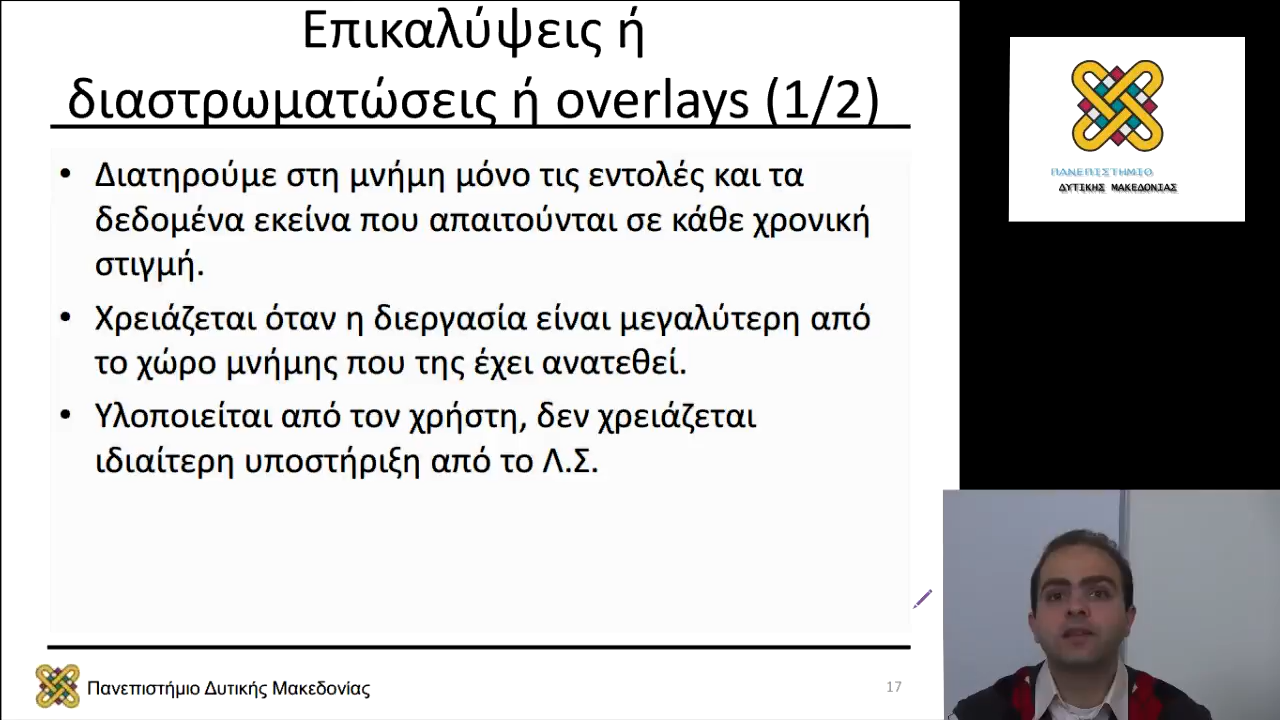 Επικαλύψεις ή
διαστρωματώσεις ή overlays (1/2)
• Διατηρούμε στη μνήμη μόνο τις εντολές και τα
δεδομένα εκείνα που απαιτούνται σε κάθε χρονική
στιγμή.
• Χρειάζεται όταν η διεργασία είναι μεγαλύτερη από
το χώρο μνήμης που της έχει ανατεθεί.
• Υλοποιείται από τον χρήστη, δεν χρειάζεται
ιδιαίτερη υποστήριξη από το Λ.Σ.
Πανεπιστήμιο Δυτικής Μακεδονίας
17
ΠΑΝΕΠΙΣΤΗΜΙΟ
ΔΥΤΙΚΗΣ ΜΑΚΕΔΟΝΙΑΣ